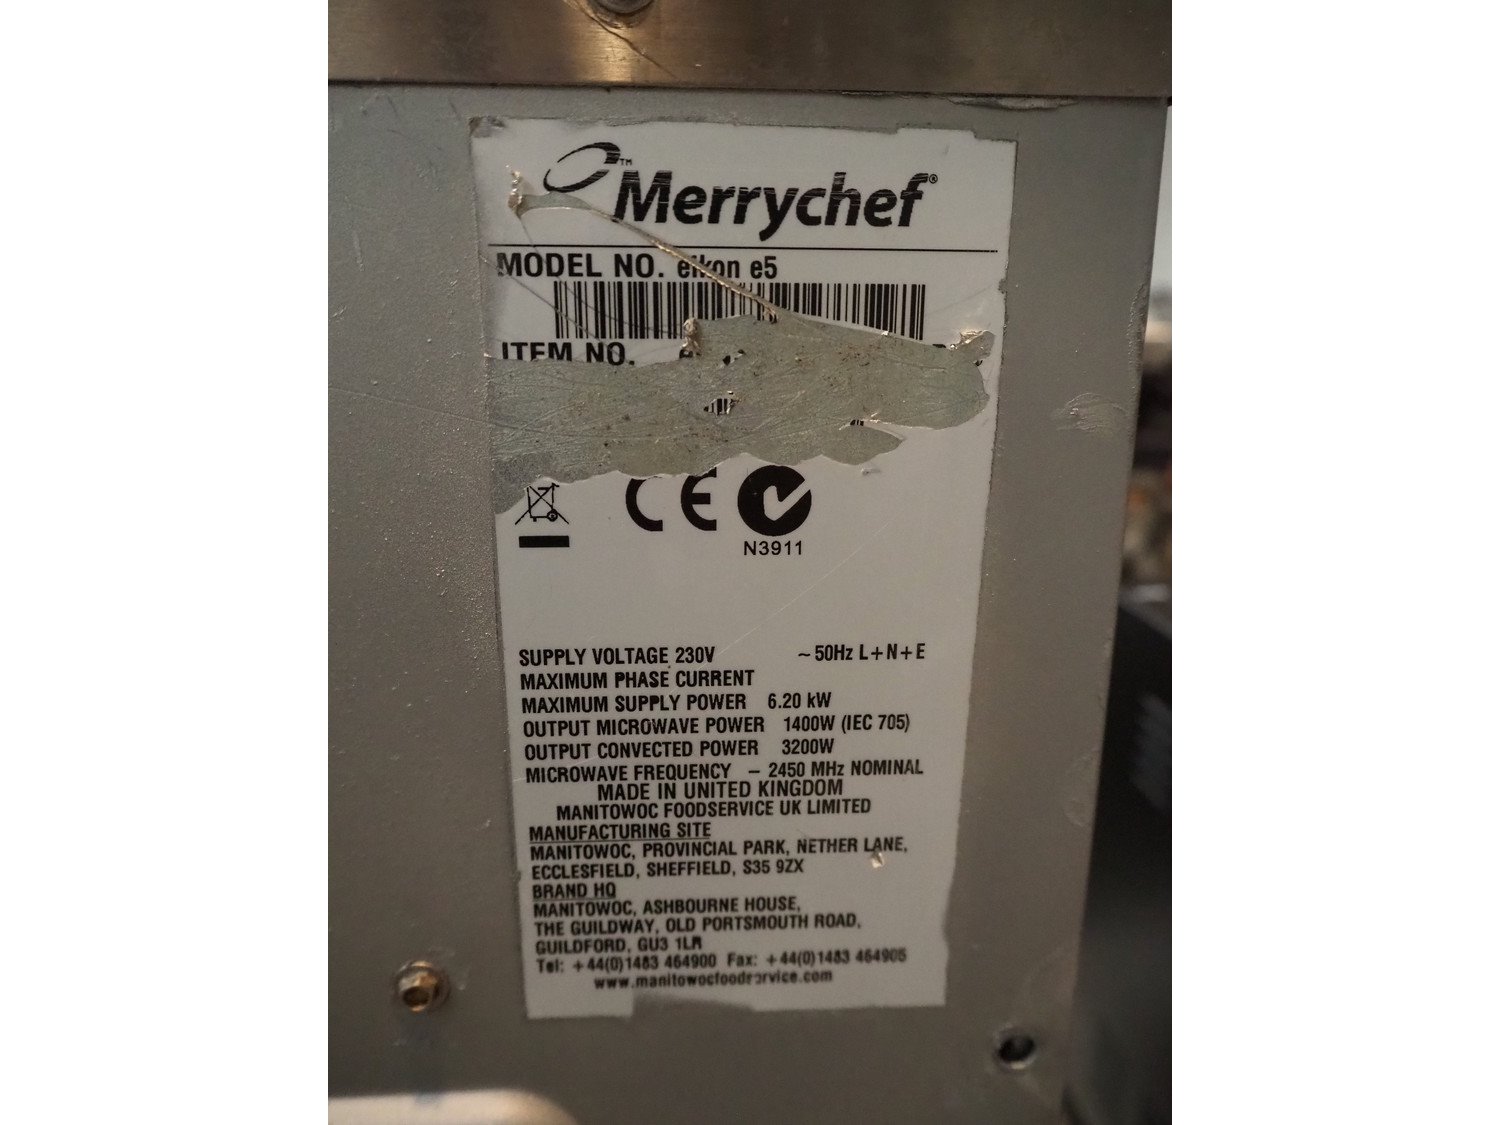 Merrychef®
MODEL NO. eikon e5
ITEM NO.
CE
N3911
SUPPLY VOLTAGE 230V ~ 50Hz L+N+E
MAXIMUM PHASE CURRENT
MAXIMUM SUPPLY POWER 6.20 kW
OUTPUT MICROWAVE POWER 1400W (IEC 705)
OUTPUT CONVECTED POWER 3200W
MICROWAVE FREQUENCY – 2450 MHz NOMINAL
MADE IN UNITED KINGDOM
MANITOWOC FOODSERVICE UK LIMITED
MANUFACTURING SITE
MANITOWOC, PROVINCIAL PARK, NETHER LANE,
ECCLESFIELD, SHEFFIELD, S35 9ZX
BRAND HQ
MANITOWOC, ASHBOURNE HOUSE,
THE GUILDWAY, OLD PORTSMOUTH ROAD,
GUILDFORD, GU3 1LR
Tel: +44(0)1483 464900 Fax: +44(0)1483 464905
www.manitowocfoodservice.com